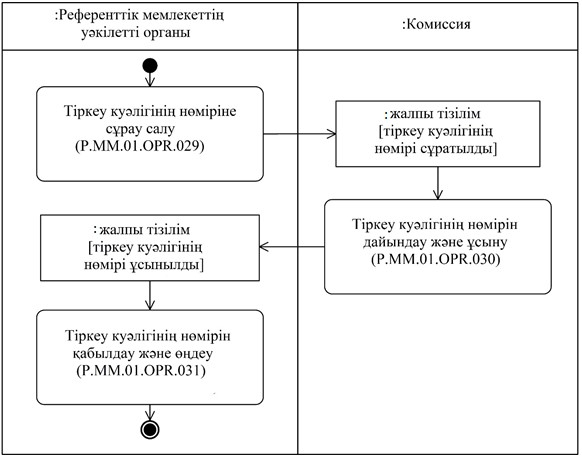 :Референттік мемлекеттің
уәкілетті органы
:Комиссия
Тіркеу куәлігінің нөміріне
сұрау салу
(P.MM.01.OPR.029)
:жалпы тізілім
[тіркеу куәлігінің
нөмірі сұратылды]
Тіркеу куәлігінің нөмірін
дайындау және ұсыну
(P.MM.01.OPR.030)
:жалпы тізілім
[тіркеу куәлігінің
нөмірі ұсынылды]
Тіркеу куәлігінің нөмірін
қабылдау және өңдеу
(P.MM.01.OPR.031)